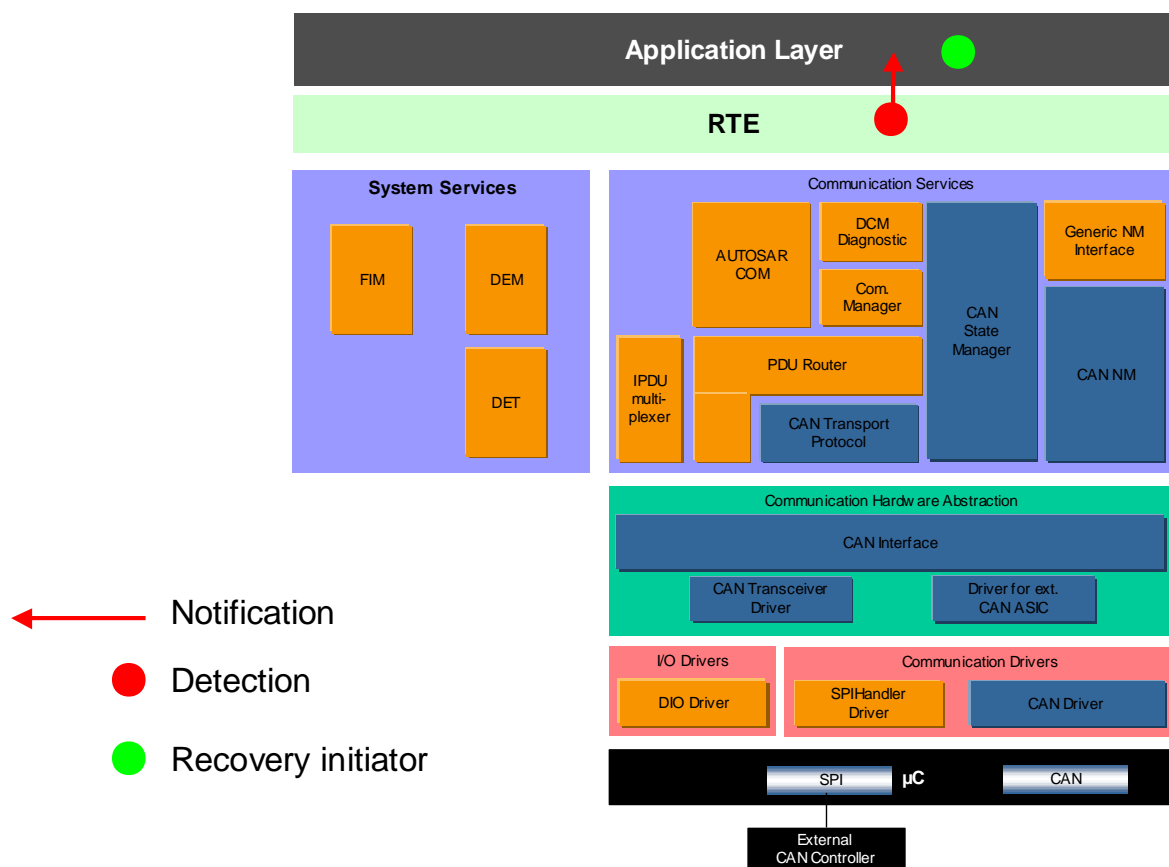 Application Layer
RTE
System Services
FIM
DEM
DET
Communication Services
AUTOSAR
COM
DCM
Diagnostic
Com.
Manager
CAN
State
Manager
Generic NM
Interface
CAN NM
PDU Router
IPDU
multi-
plexer
CAN Transport
Protocol
Communication Hardware Abstraction
CAN Interface
CAN Transceiver
Driver
Driver for ext.
CAN ASIC
I/O Drivers
DIO Driver
Communication Drivers
SPIHandler
Driver
CAN Driver
SPI
µC
CAN
External
CAN Controller
Notification
Detection
Recovery initiator